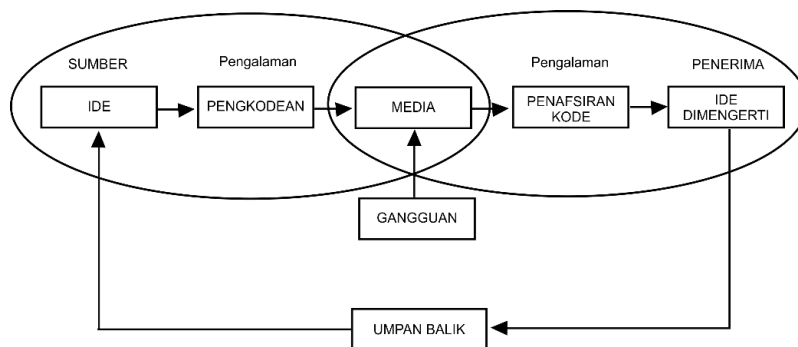 SUMBER
Pengalaman
Pengalaman
PENERIMA
IDE
PENGKODEAN
MEDIA
PENAFSIRAN
KODE
IDE
DIMENGERTI
GANGGUAN
UMPAN BALIK